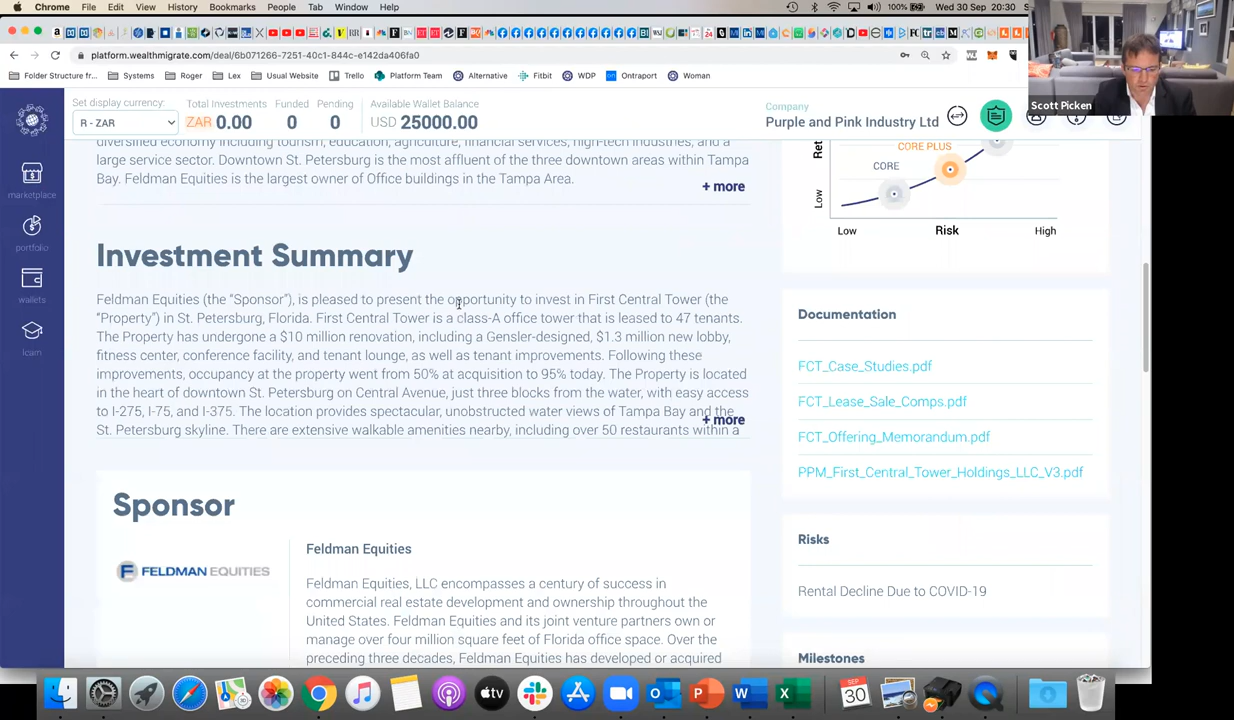 Chrome File Edit View History Bookmarks People Tab Window Help 100% Wed 30 Sep 20:30
platform.wealthmigrate.com/deal/6b071266-7251-40c1-844c-e142da406fa0
Folder Structure fr... Systems Roger Lex Usual Website Trello Platform Team Alternative Fitbit WDP Ontraport Woman
Scott Picken
Set display currency:
R - ZAR
Total Investments Funded Pending
ZAR 0.00 0 0
Available Wallet Balance
USD 25000.00
Company
Purple and Pink Industry Ltd
marketplace
portfolio
wallets
learn
diversified economy including tourism, education, agriculture, financial services, high-tech industries, and a
large service sector. Downtown St. Petersburg is the most affluent of the three downtown areas within Tampa
Bay. Feldman Equities is the largest owner of Office buildings in the Tampa Area.
+ more
Investment Summary
Feldman Equities (the “Sponsor”), is pleased to present the opportunity to invest in First Central Tower (the
“Property”) in St. Petersburg, Florida. First Central Tower is a class-A office tower that is leased to 47 tenants.
The Property has undergone a $10 million renovation, including a Gensler-designed, $1.3 million new lobby,
fitness center, conference facility, and tenant lounge, as well as tenant improvements. Following these
improvements, occupancy at the property went from 50% at acquisition to 95% today. The Property is located
in the heart of downtown St. Petersburg on Central Avenue, just three blocks from the water, with easy access
to I-275, I-75, and I-375. The location provides spectacular, unobstructed water views of Tampa Bay and the
+ more
St. Petersburg skyline. There are extensive walkable amenities nearby, including over 50 restaurants within a
Sponsor
FELDMAN EQUITIES
Feldman Equities
Feldman Equities, LLC encompasses a century of success in
commercial real estate development and ownership throughout the
United States. Feldman Equities and its joint venture partners own or
manage over four million square feet of Florida office space. Over the
preceding three decades, Feldman Equities has developed or acquired
Ret
Low
CORE PLUS
CORE
Low Risk High
Documentation
FCT_Case_Studies.pdf
FCT_Lease_Sale_Comps.pdf
FCT_Offering_Memorandum.pdf
PPM_First_Central_Tower_Holdings_LLC_V3.pdf
Risks
Rental Decline Due to COVID-19
Milestones
tv
SEP
30